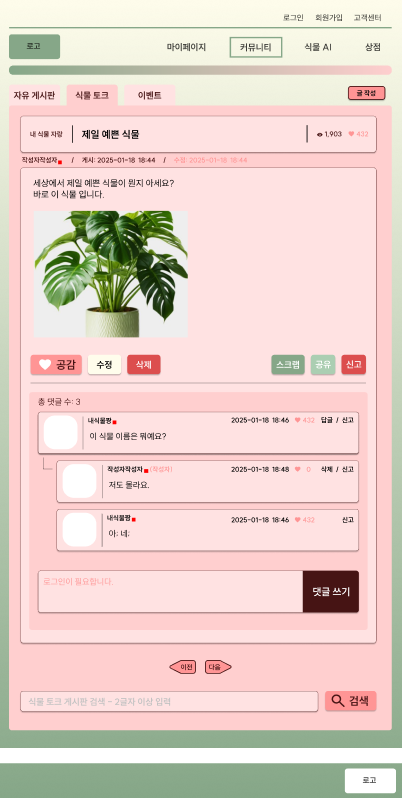 로그인 회원가입 고객센터
로고 마이페이지 커뮤니티 식물 AI 상점
자유 게시판 식물 토크 이벤트 글 작성
내 식물 자랑 제일 예쁜 식물 1,903 432
작성자작성자 / 게시: 2025-01-18 18:44 / 수정: 2025-01-18 18:44
세상에서 제일 예쁜 식물이 뭔지 아세요?
바로 이 식물 입니다.
공감 수정 삭제 스크랩 공유 신고
총 댓글 수: 3
내식물짱 2025-01-18 18:46 432 답글 / 신고
이 식물 이름은 뭐예요?
작성자작성자 (작성자) 2025-01-18 18:48 0 삭제 / 신고
저도 몰라요.
내식물짱 2025-01-18 18:46 432 신고
아; 네;
로그인이 필요합니다. 댓글 쓰기
이전 다음
식물 토크 게시판 검색 - 2글자 이상 입력 검색
로고